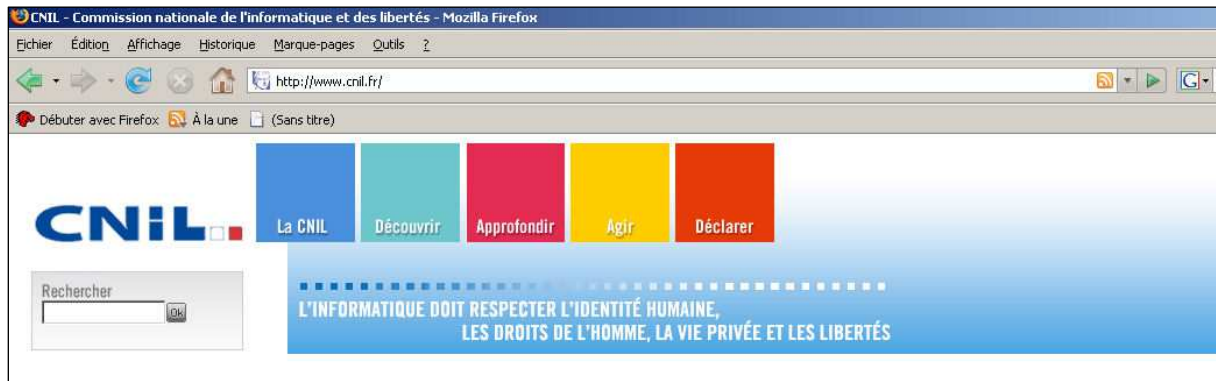 CNIL - Commission nationale de l'informatique et des libertés - Mozilla Firefox
Fichier Édition Affichage Historique Marque-pages Outils ?
http://www.cnil.fr/
G
Débuter avec Firefox À la une (Sans titre)
CNiL
La CNIL Découvrir Approfondir Agir Déclarer
Rechercher
Ok
L'INFORMATIQUE DOIT RESPECTER L'IDENTITÉ HUMAINE,
LES DROITS DE L'HOMME, LA VIE PRIVÉE ET LES LIBERTÉS